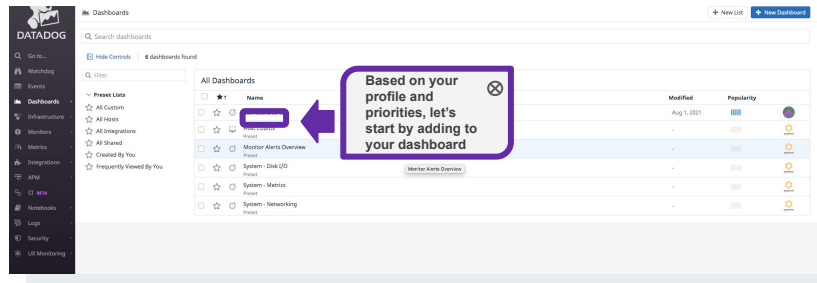 Dashboards
New List
New Dashboard
DATADOG
Search dashboards
Go to...
Hide Controls
6 dashboards found
Watchdog
Events
Dashboards
Infrastructure
Monitors
Metrics
Integrations
APM
CI BETA
Notebooks
Logs
Security
UX Monitoring
Filter
Preset Lists
All Custom
All Hosts
All Integrations
All Shared
Created By You
Frequently Viewed By You
All Dashboards
Name
Modified
Popularity
Aug 1, 2021
Host Counts
Preset
-
Monitor Alerts Overview
Preset
-
System - Disk I/O
Preset
-
Monitor Alerts Overview
System - Metrics
Preset
-
System - Networking
Preset
-
Based on your
profile and
priorities, let's
start by adding to
your dashboard